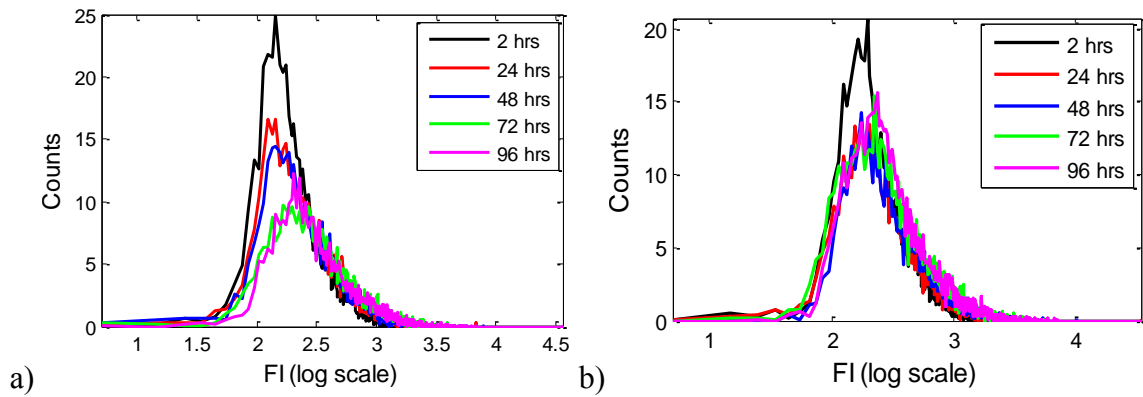 25
20
15
10
5
0
Counts
1 1.5 2 2.5 3 3.5 4 4.5
FI (log scale)
2 hrs
24 hrs
48 hrs
72 hrs
96 hrs
a)
20
15
10
5
0
Counts
1 2 3 4
FI (log scale)
2 hrs
24 hrs
48 hrs
72 hrs
96 hrs
b)